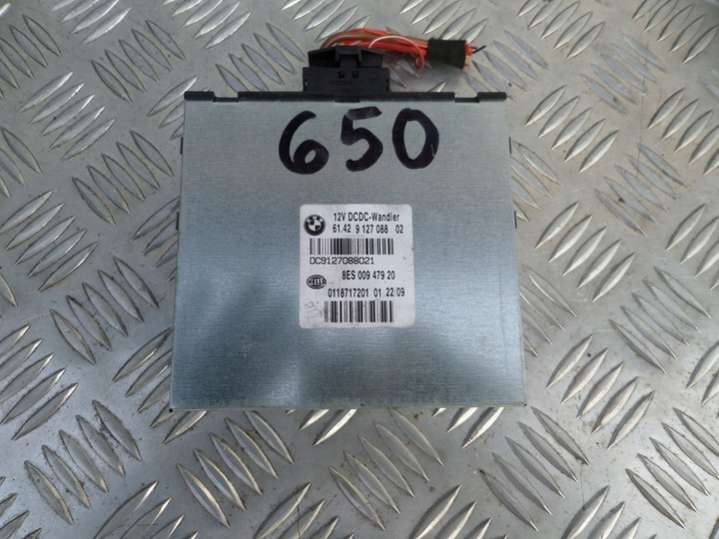 650
BMW
12V DCDC-Wandler
61.42 9 127 088 02
DC9127088021
8ES 009 479 20
0118717201 01 22/09